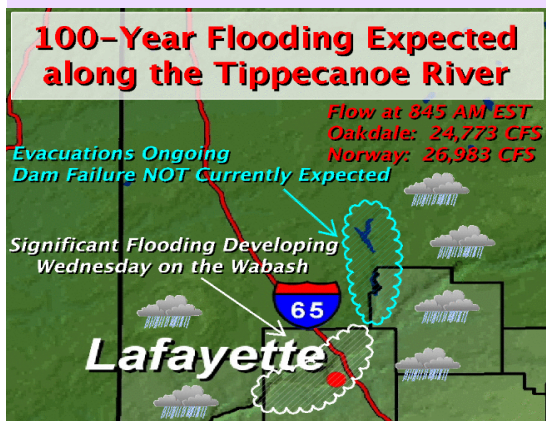 100-Year Flooding Expected
along the Tippecanoe River
Flow at 845 AM EST
Oakdale: 24,773 CFS
Norway: 26,983 CFS
Evacuations Ongoing
Dam Failure NOT Currently Expected
Significant Flooding Developing
Wednesday on the Wabash
65
Lafayette